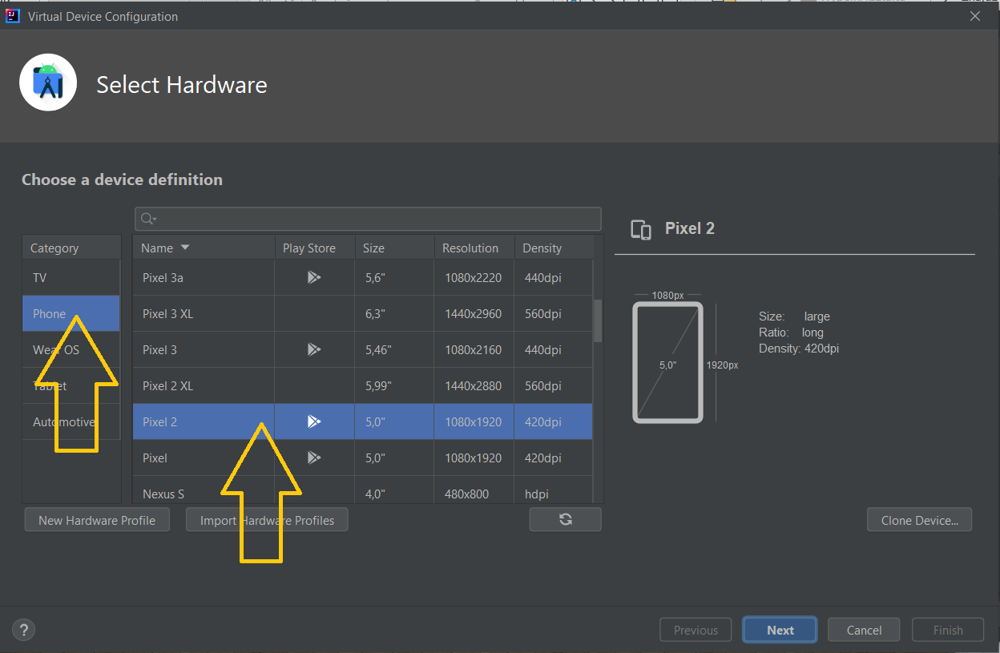 Virtual Device Configuration
Select Hardware
Choose a device definition
Category
TV
Phone
Wear OS
Tablet
Automotive
Name Play Store Size Resolution Density
Pixel 3a 5,6" 1080x2220 440dpi
Pixel 3 XL 6,3" 1440x2960 560dpi
Pixel 3 5,46" 1080x2160 440dpi
Pixel 2 XL 5,99" 1440x2880 560dpi
Pixel 2 5,0" 1080x1920 420dpi
Pixel 5,0" 1080x1920 420dpi
Nexus S 4,0" 480x800 hdpi
Pixel 2
1080px
5,0"
1920px
Size: large
Ratio: long
Density: 420dpi
New Hardware Profile Import Hardware Profiles Clone Device...
? Previous Next Cancel Finish